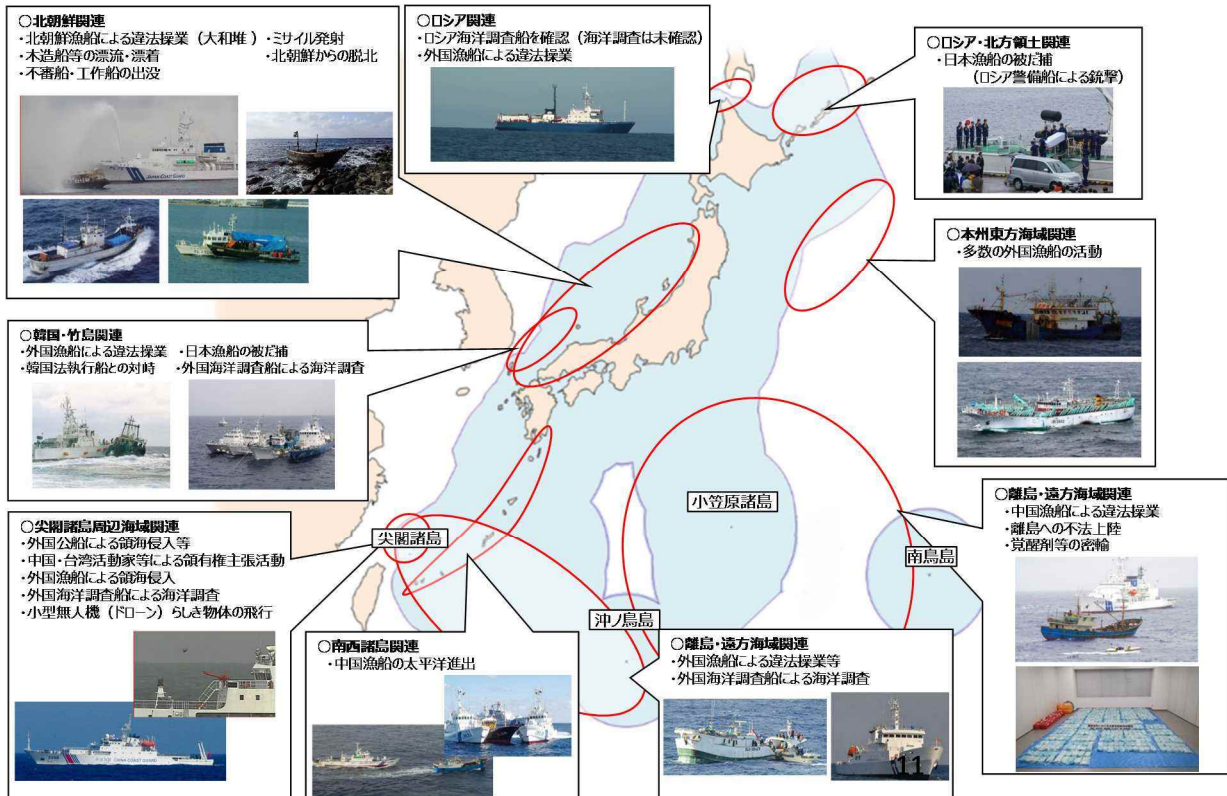 ○北朝鮮関連
・北朝鮮漁船による違法操業（大和堆）・ミサイル発射
・木造船等の漂流・漂着　・北朝鮮からの脱北
・不審船・工作船の出没
JAPAN COAST GUARD
○ロシア関連
・ロシア海洋調査船を確認（海洋調査は未確認）
・外国漁船による違法操業
○ロシア・北方領土関連
・日本漁船の被だ捕
（ロシア警備船による銃撃）
○本州東方海域関連
・多数の外国漁船の活動
○韓国・竹島関連
・外国漁船による違法操業　・日本漁船の被だ捕
・韓国法執行船との対峙　・外国海洋調査船による海洋調査
○尖閣諸島周辺海域関連
・外国公船による領海侵入等
・中国・台湾活動家等による領有権主張活動
・外国漁船による領海侵入
・外国海洋調査船による海洋調査
・小型無人機（ドローン）らしき物体の飛行
CHINA COAST GUARD
尖閣諸島
小笠原諸島
南鳥島
沖ノ鳥島
○南西諸島関連
・中国漁船の太平洋進出
○離島・遠方海域関連
・外国漁船による違法操業等
・外国海洋調査船による海洋調査
11
○離島・遠方海域関連
・中国漁船による違法操業
・離島への不法上陸
・覚醒剤等の密輸